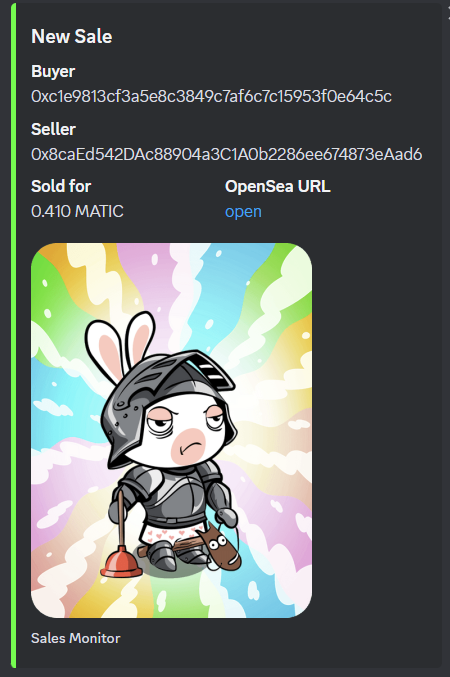 New Sale
Buyer
0xc1e9813cf3a5e8c3849c7af6c7c15953f0e64c5c
Seller
0x8caEd542DAc88904a3C1A0b2286ee674873eAad6
Sold for
OpenSea URL
0.410 MATIC
open
Sales Monitor